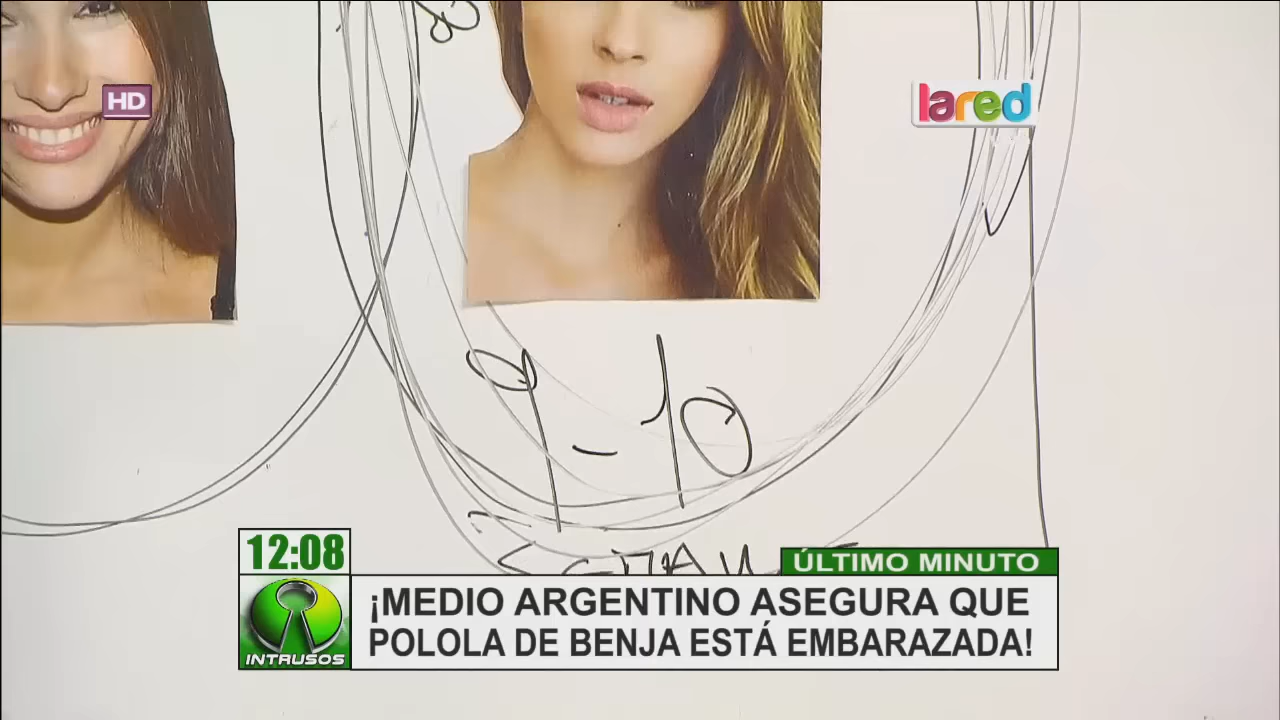 HD
lared
9-10
12:08
ÚLTIMO MINUTO
¡MEDIO ARGENTINO ASEGURA QUE
POLOLA DE BENJA ESTÁ EMBARAZADA!
INTRUSOS